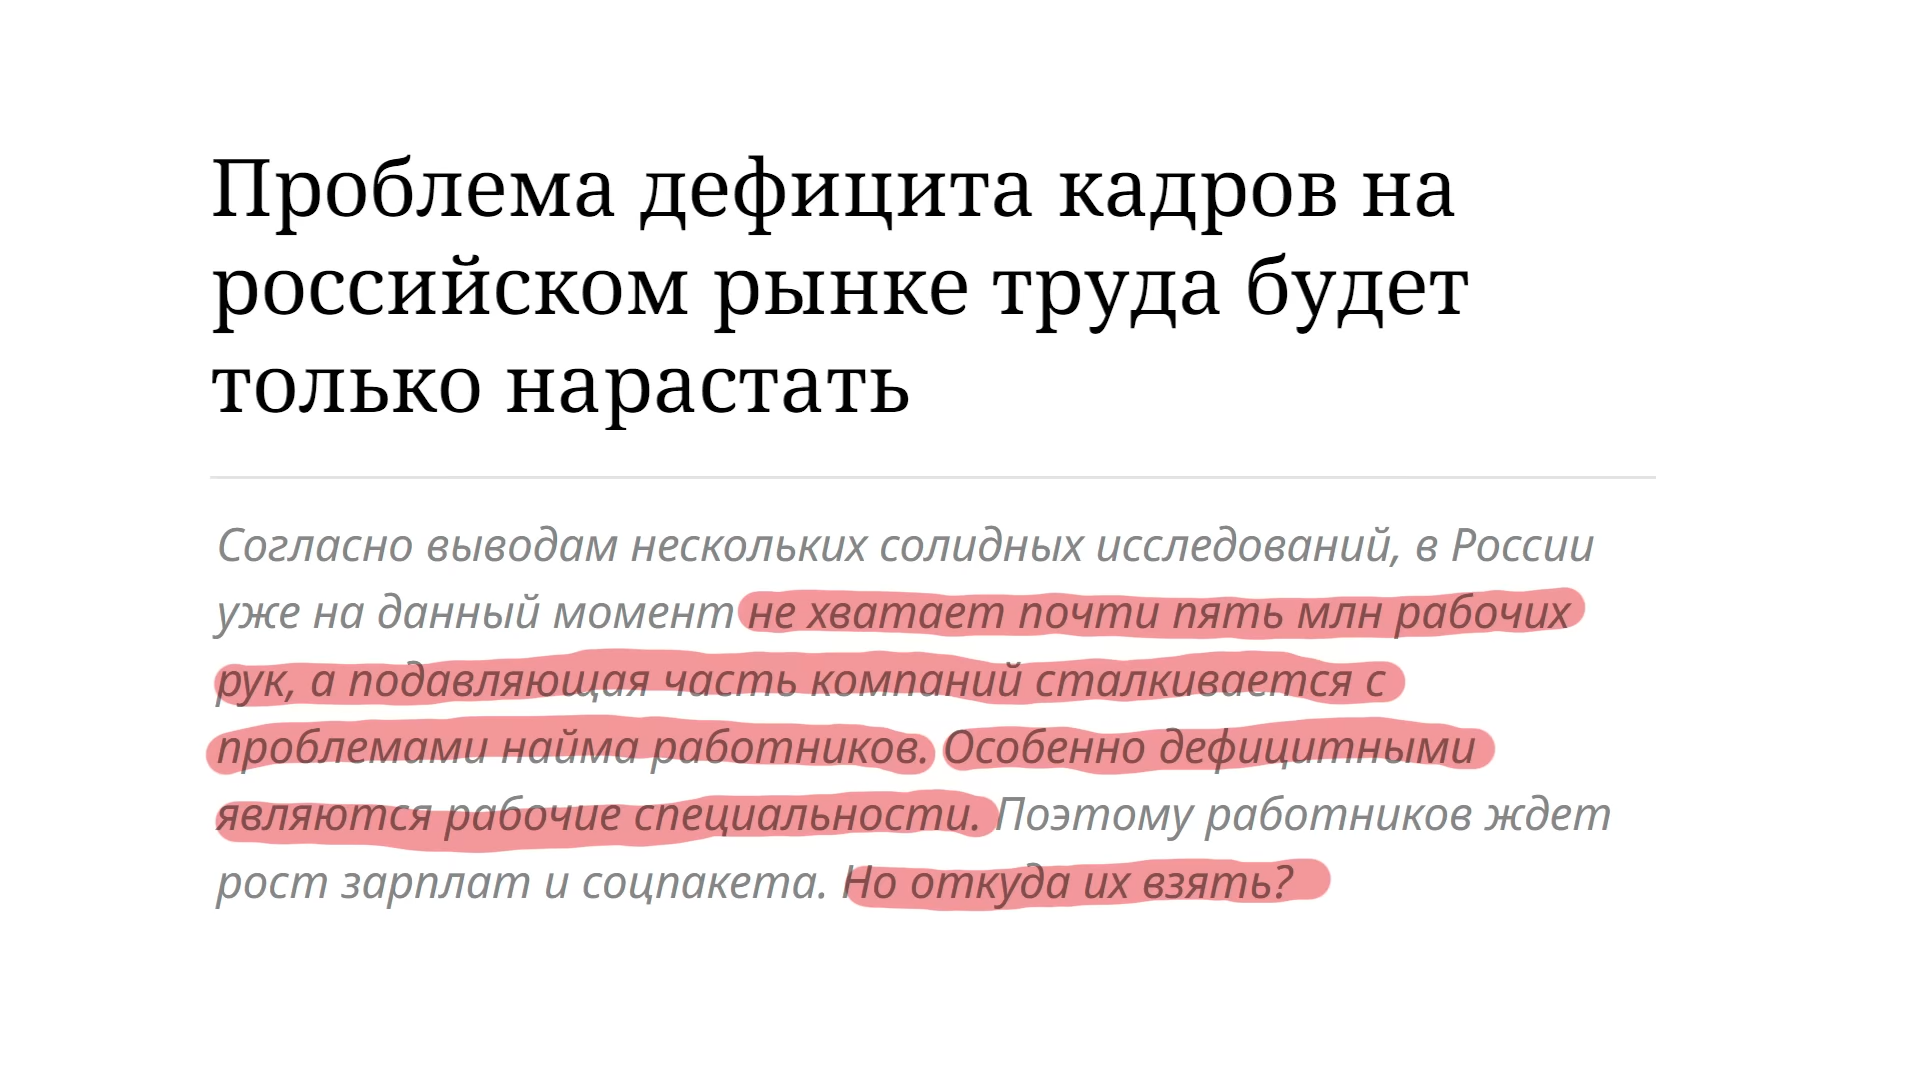 Проблема дефицита кадров на
российском рынке труда будет
только нарастать
Согласно выводам нескольких солидных исследований, в России
уже на данный момент не хватает почти пять млн рабочих
рук, а подавляющая часть компаний сталкивается с
проблемами найма работников. Особенно дефицитными
являются рабочие специальности. Поэтому работников ждет
рост зарплат и соцпакета. Но откуда их взять?